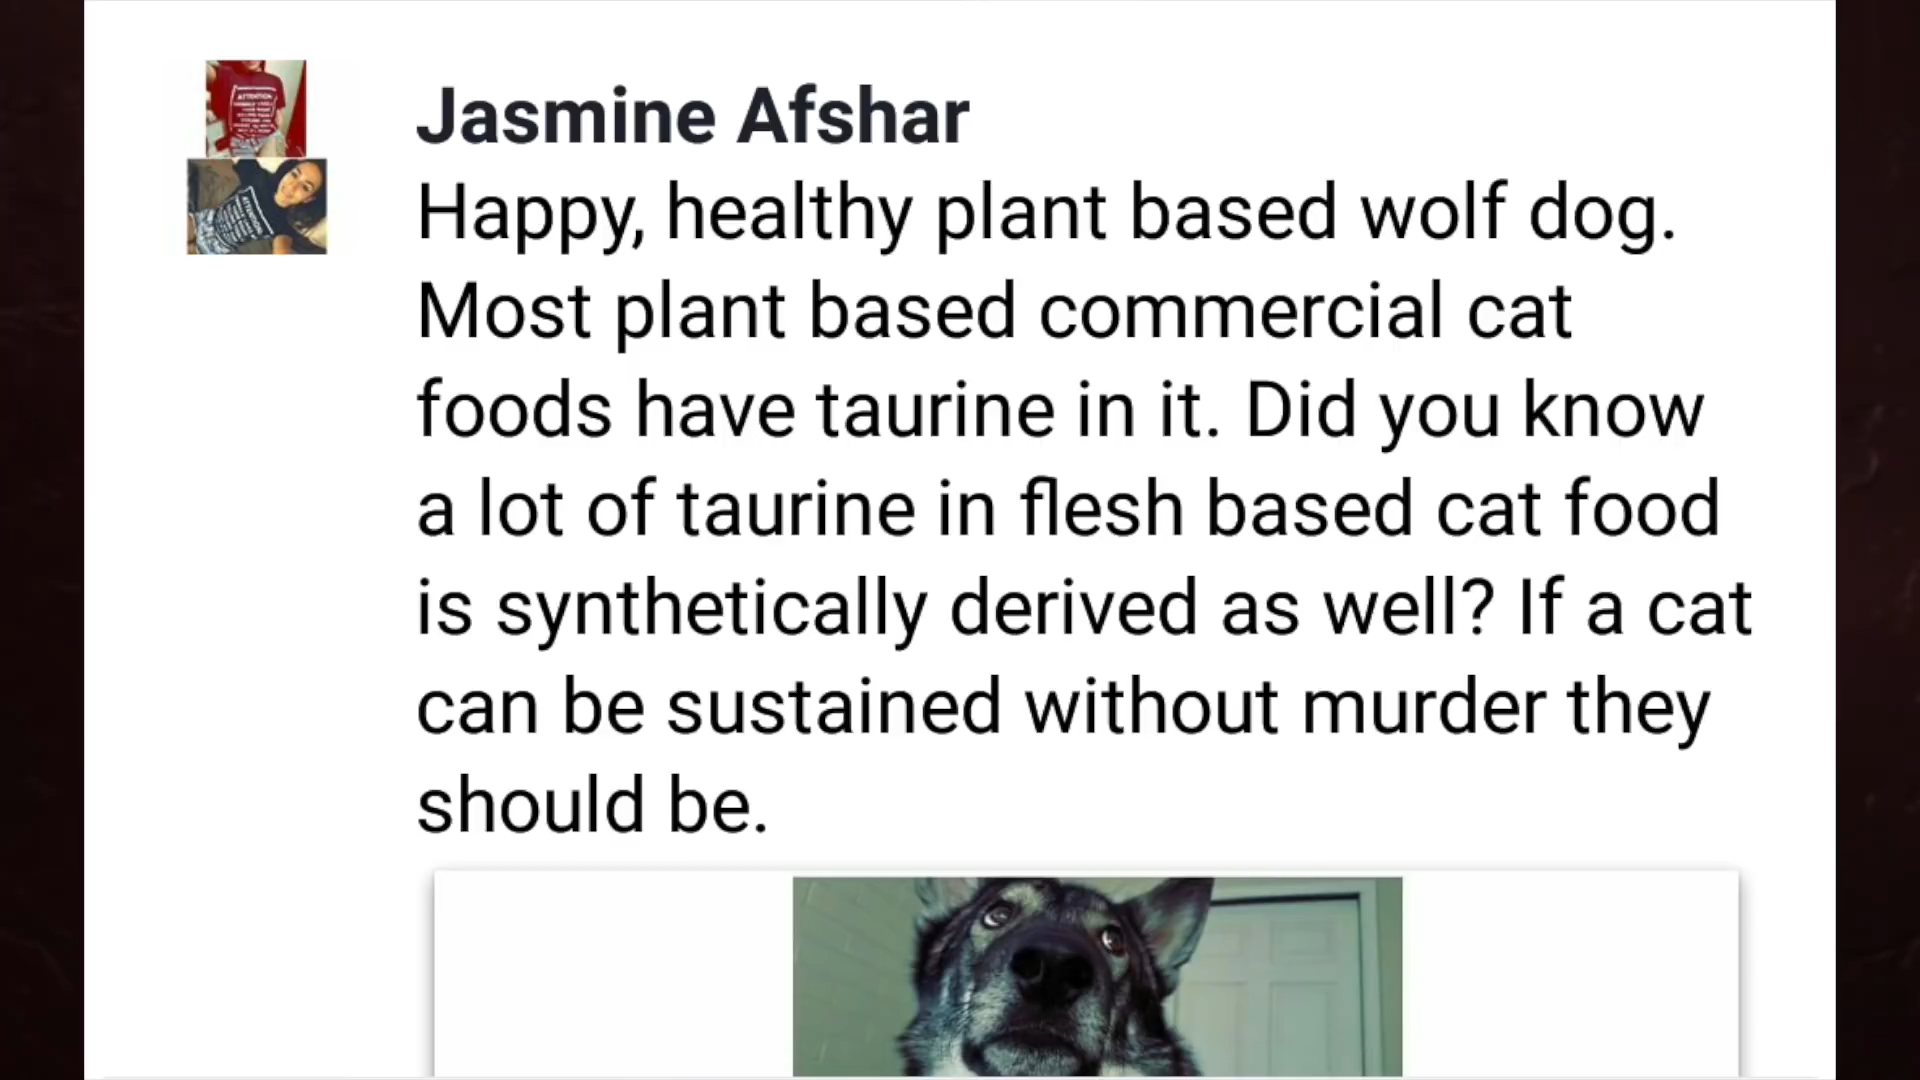 Jasmine Afshar
Happy, healthy plant based wolf dog.
Most plant based commercial cat
foods have taurine in it. Did you know
a lot of taurine in flesh based cat food
is synthetically derived as well? If a cat
can be sustained without murder they
should be.
ATTENTION